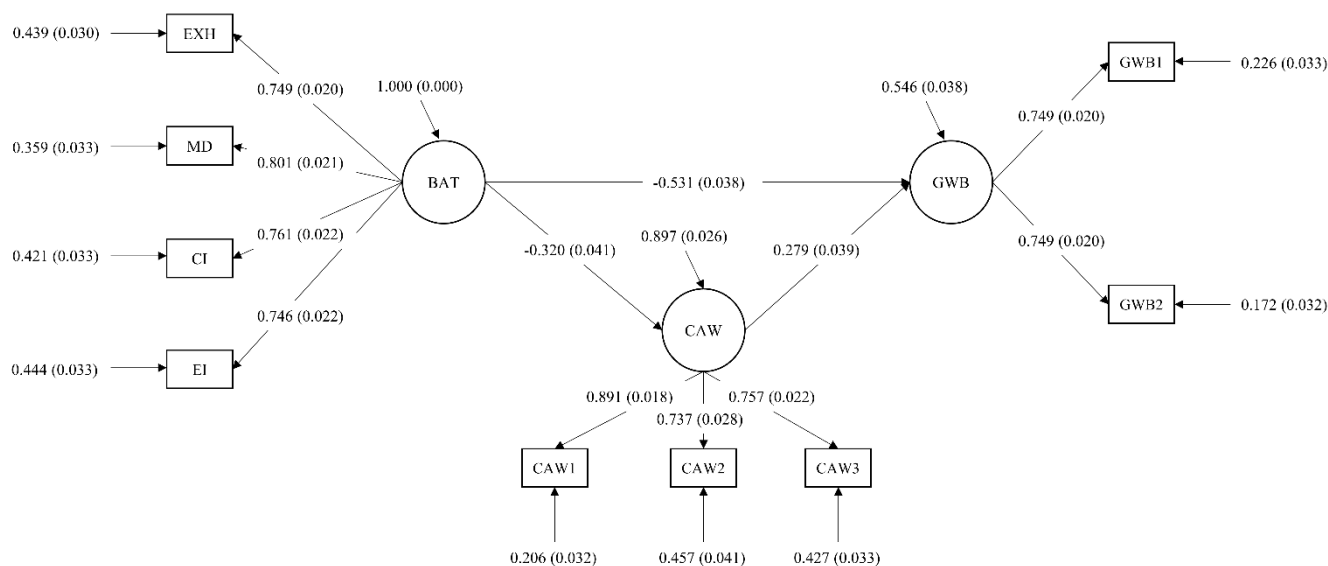 0.439 (0.030)
EXH
0.749 (0.020)
1.000 (0.000)
0.359 (0.033)
MD
0.801 (0.021)
BAT
0.421 (0.033)
CI
0.761 (0.022)
0.746 (0.022)
0.444 (0.033)
EI
-0.531 (0.038)
-0.320 (0.041)
0.897 (0.026)
0.279 (0.039)
CAW
0.891 (0.018)
0.737 (0.028)
0.757 (0.022)
CAW1
CAW2
CAW3
0.206 (0.032)
0.457 (0.041)
0.427 (0.033)
0.546 (0.038)
GWB
GWB1
0.226 (0.033)
0.749 (0.020)
0.749 (0.020)
GWB2
0.172 (0.032)